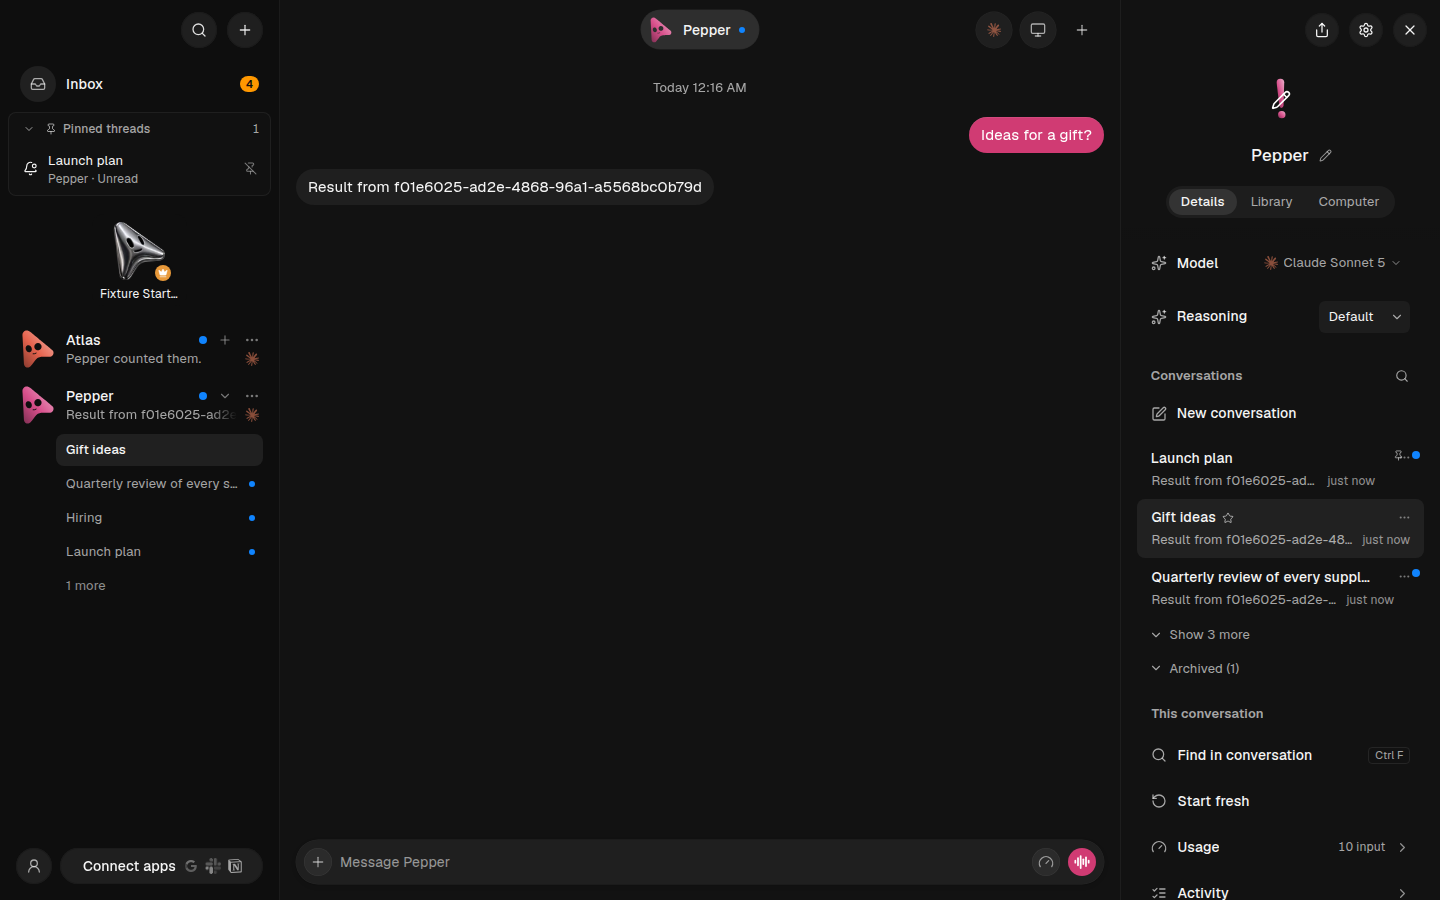 Inbox
4
Pinned threads
1
Launch plan
Pepper · Unread
Fixture Start...
Atlas
Pepper counted them.
Pepper
Result from f01e6025-ad2e
Gift ideas
Quarterly review of every s...
Hiring
Launch plan
1 more
Connect apps
Pepper
Today 12:16 AM
Ideas for a gift?
Result from f01e6025-ad2e-4868-96a1-a5568bc0b79d
Message Pepper
Pepper
Details
Library
Computer
Model
Claude Sonnet 5
Reasoning
Default
Conversations
New conversation
Launch plan
Result from f01e6025-ad...
just now
Gift ideas
Result from f01e6025-ad2e-48...
just now
Quarterly review of every suppl...
Result from f01e6025-ad2e-...
just now
Show 3 more
Archived (1)
This conversation
Find in conversation
Ctrl F
Start fresh
Usage
10 input
Activity